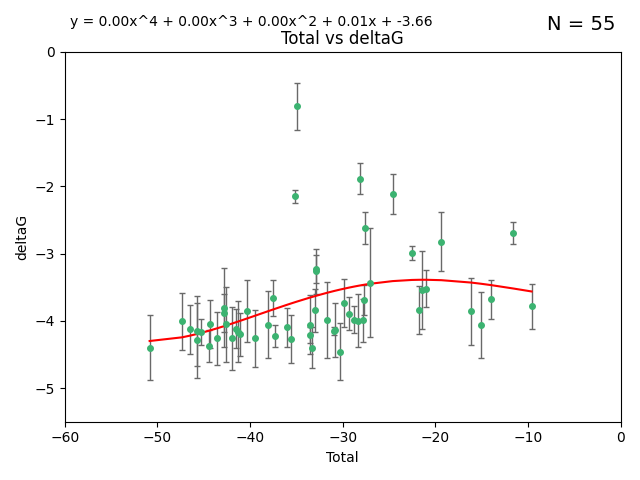 y = 0.00x^4 + 0.00x^3 + 0.00x^2 + 0.01x + -3.66
N = 55
Total vs deltaG
0
−1
−2
−3
−4
−5
deltaG
−60 −50 −40 −30 −20 −10 0
Total